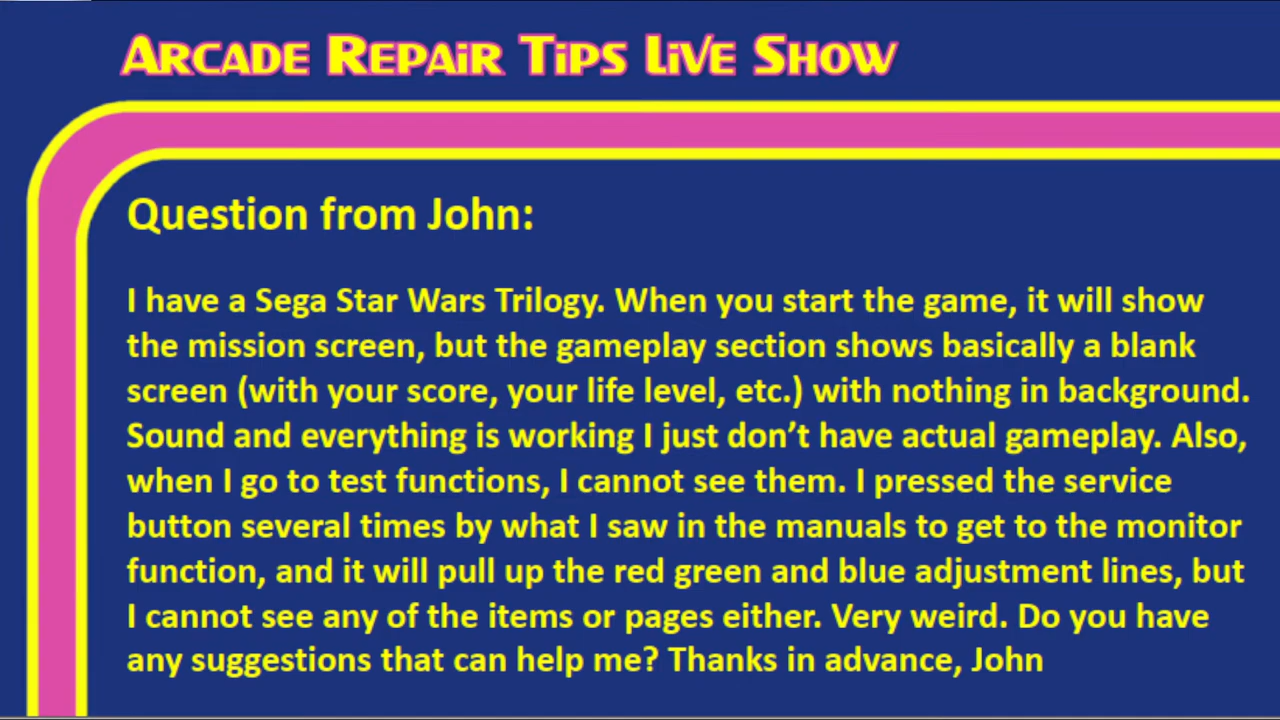 Arcade Repair Tips Live Show
Question from John:
I have a Sega Star Wars Trilogy. When you start the game, it will show
the mission screen, but the gameplay section shows basically a blank
screen (with your score, your life level, etc.) with nothing in background.
Sound and everything is working I just don’t have actual gameplay. Also,
when I go to test functions, I cannot see them. I pressed the service
button several times by what I saw in the manuals to get to the monitor
function, and it will pull up the red green and blue adjustment lines, but
I cannot see any of the items or pages either. Very weird. Do you have
any suggestions that can help me? Thanks in advance, John